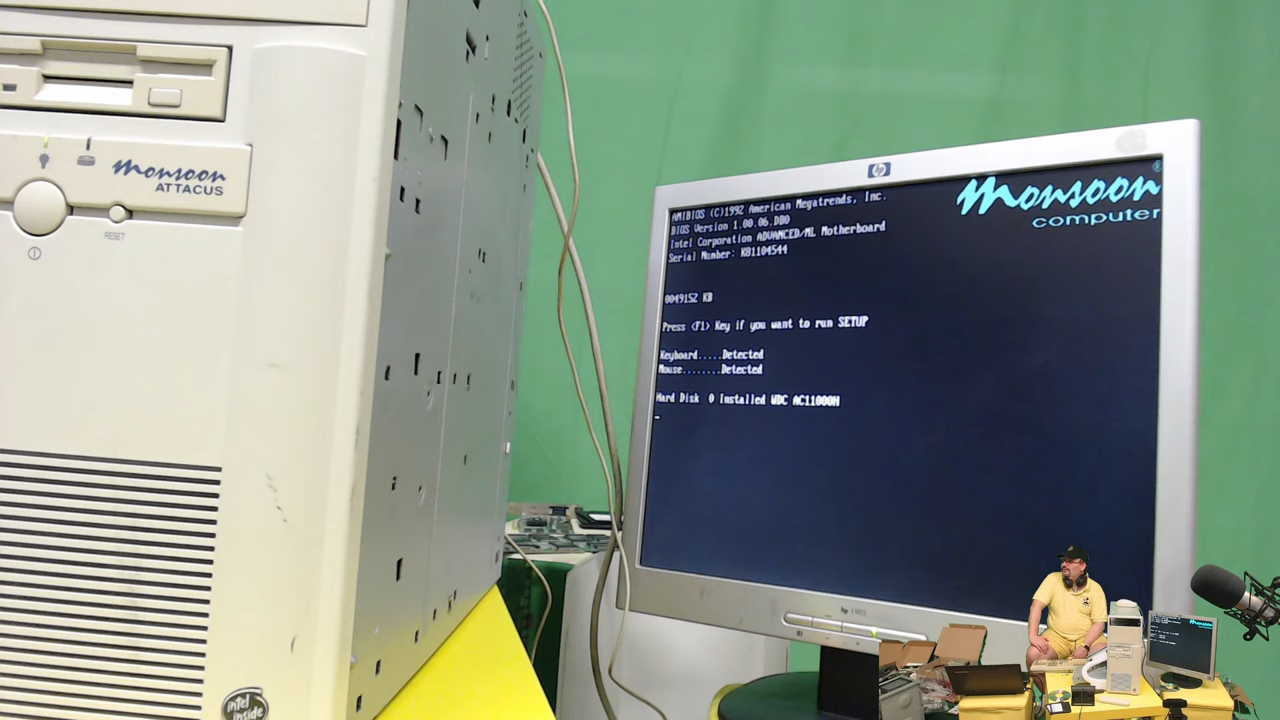 monsoon
ATTACUS
RESET
intel
inside
hp
monsoon
computer
AMIBIOS (C)1992 American Megatrends, Inc.
BIOS Version 1.00.06.DB0
Intel Corporation ADVANCED/ML Motherboard
Serial Number: KB1104544
0049152 KB
Press <F1> Key if you want to run SETUP
Keyboard.....Detected
Mouse........Detected
Hard Disk 0 Installed WDC AC11000H
hp